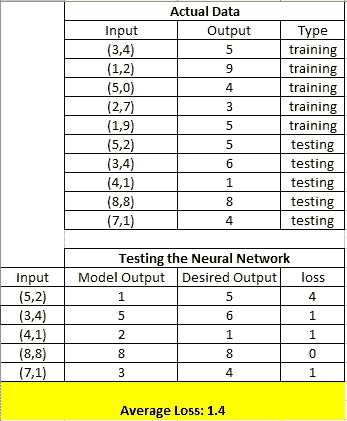 Actual Data
Input Output Type
(3,4) 5 training
(1,2) 9 training
(5,0) 4 training
(2,7) 3 training
(1,9) 5 training
(5,2) 5 testing
(3,4) 6 testing
(4,1) 1 testing
(8,8) 8 testing
(7,1) 4 testing
Testing the Neural Network
Input Model Output Desired Output loss
(5,2) 1 5 4
(3,4) 5 6 1
(4,1) 2 1 1
(8,8) 8 8 0
(7,1) 3 4 1
Average Loss: 1.4